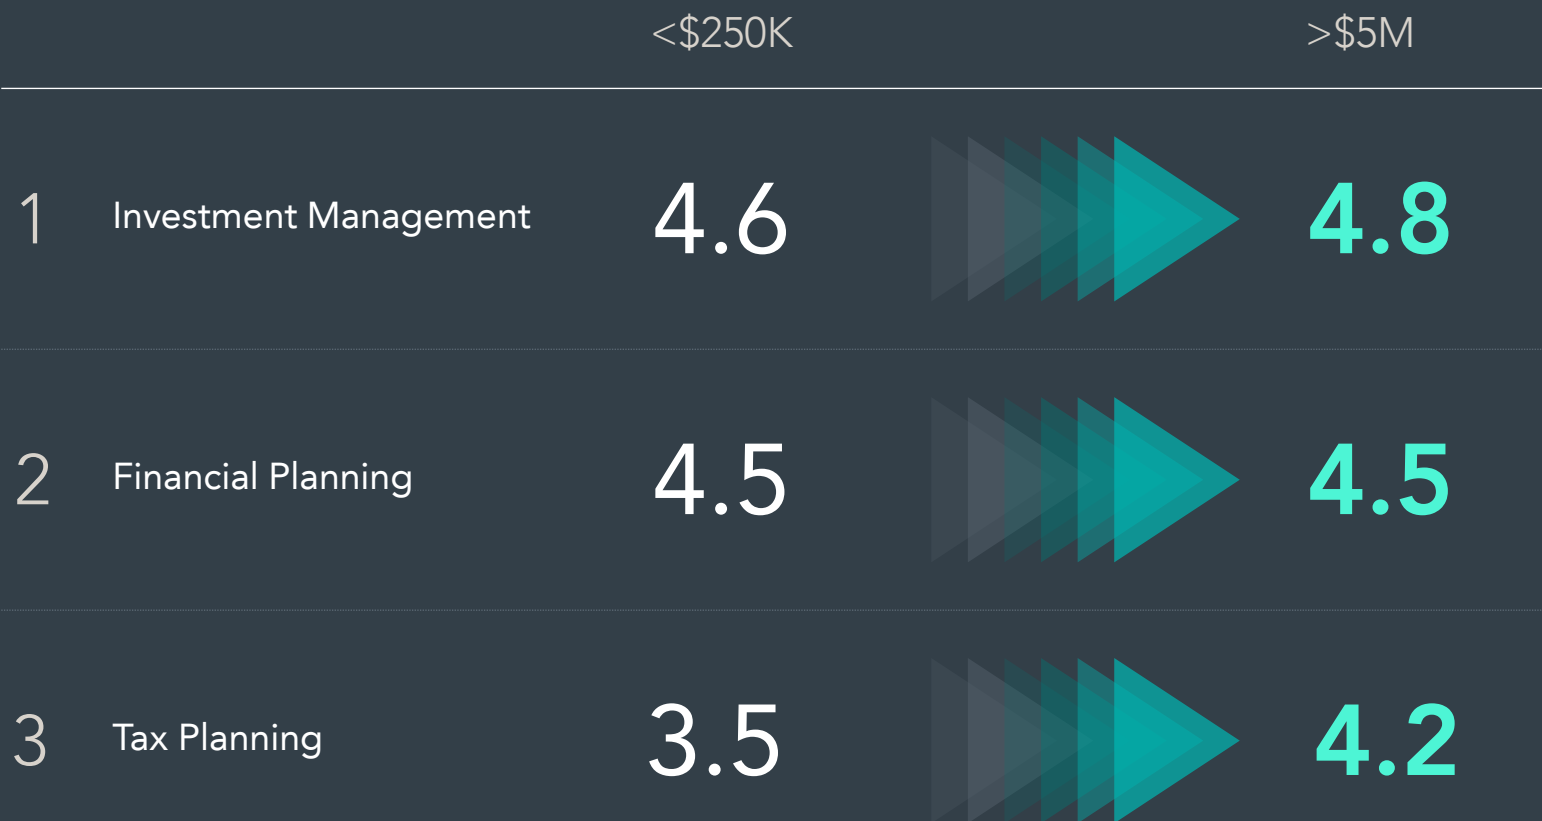 <$250K >$5M
1 Investment Management 4.6 4.8
2 Financial Planning 4.5 4.5
3 Tax Planning 3.5 4.2